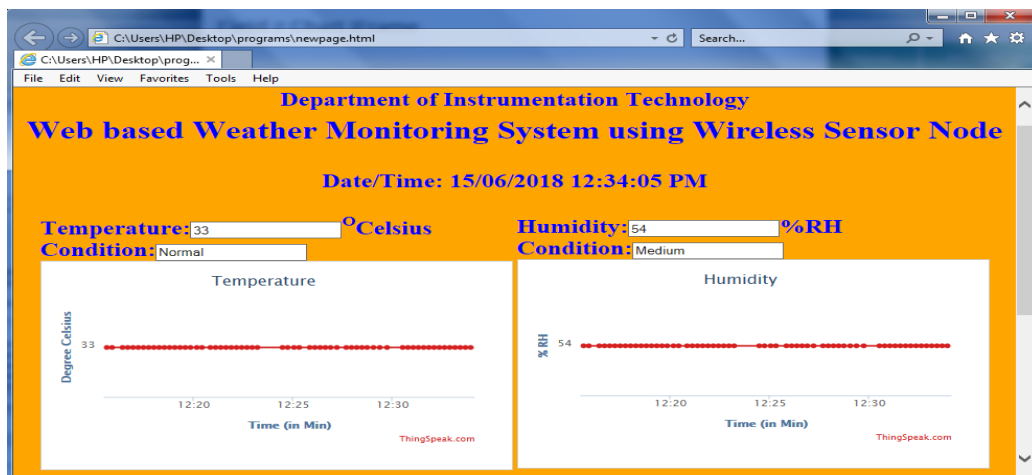 C:\Users\HP\Desktop\programs\newpage.html
Search...
C:\Users\HP\Desktop\prog...
File Edit View Favorites Tools Help
Department of Instrumentation Technology
Web based Weather Monitoring System using Wireless Sensor Node
Date/Time: 15/06/2018 12:34:05 PM
Temperature: 33 OCelsius
Condition: Normal
Humidity: 54 %RH
Condition: Medium
Temperature
Degree Celsius
33
12:20 12:25 12:30
Time (in Min)
ThingSpeak.com
Humidity
% RH
54
12:20 12:25 12:30
Time (in Min)
ThingSpeak.com